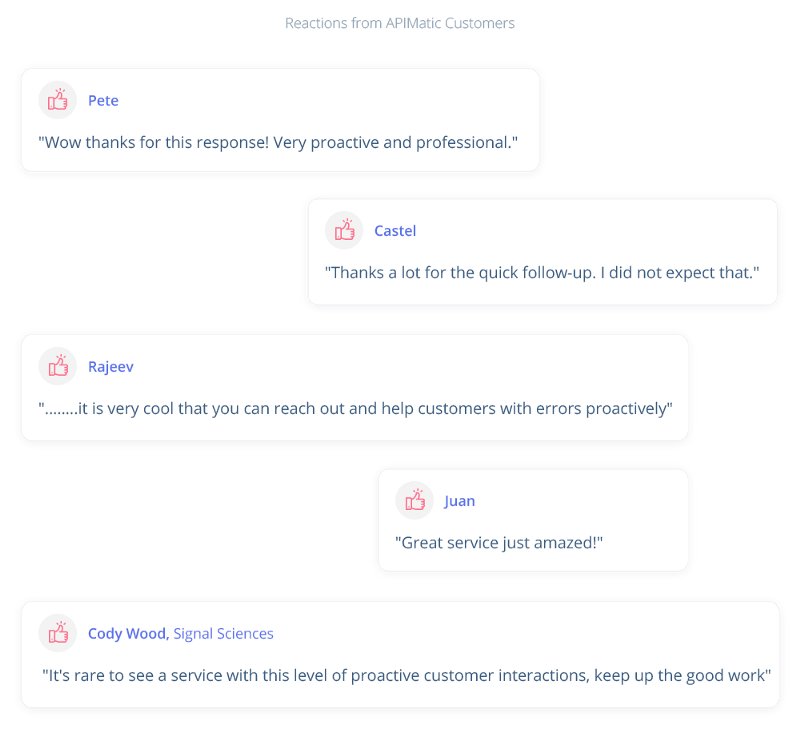 Reactions from APIMatic Customers
Pete
"Wow thanks for this response! Very proactive and professional."
Castel
"Thanks a lot for the quick follow-up. I did not expect that."
Rajeev
"........it is very cool that you can reach out and help customers with errors proactively"
Juan
"Great service just amazed!"
Cody Wood, Signal Sciences
"It's rare to see a service with this level of proactive customer interactions, keep up the good work"